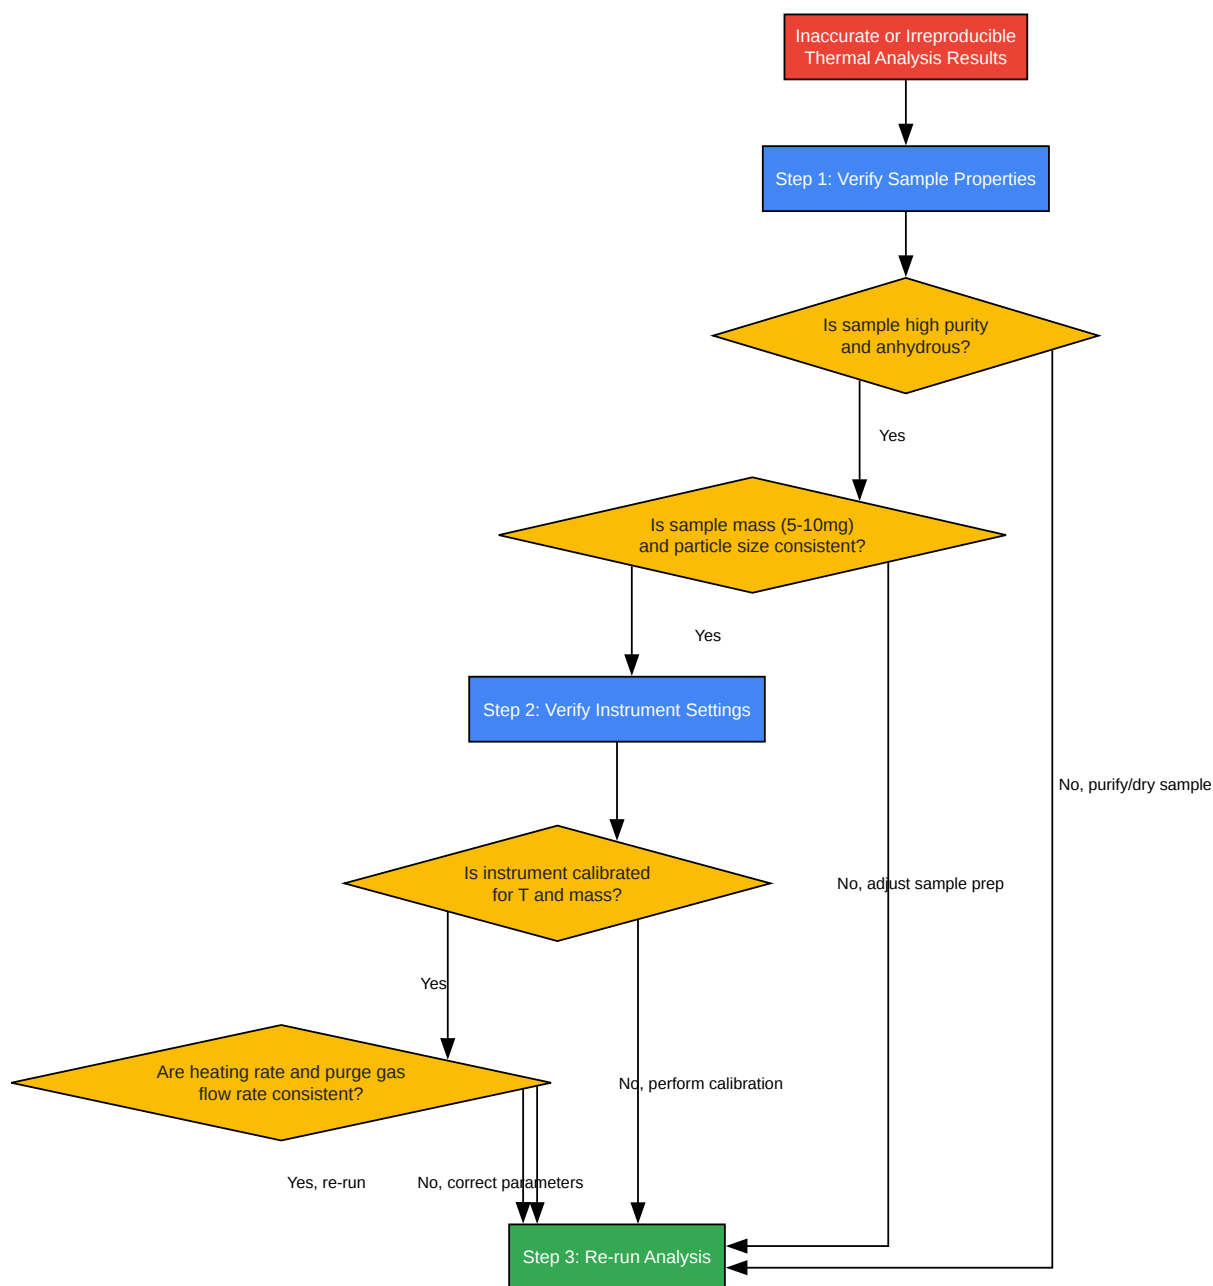 Inaccurate or Irreproducible
Thermal Analysis Results
Step 1: Verify Sample Properties
Is sample high purity
and anhydrous?
Yes
Is sample mass (5-10mg)
and particle size consistent?
Yes
Step 2: Verify Instrument Settings
No, purify/dry sample
Is instrument calibrated
for T and mass?
No, adjust sample prep
Yes
Are heating rate and purge gas
flow rate consistent?
No, perform calibration
Yes, re-run
No, correct parameters
Step 3: Re-run Analysis